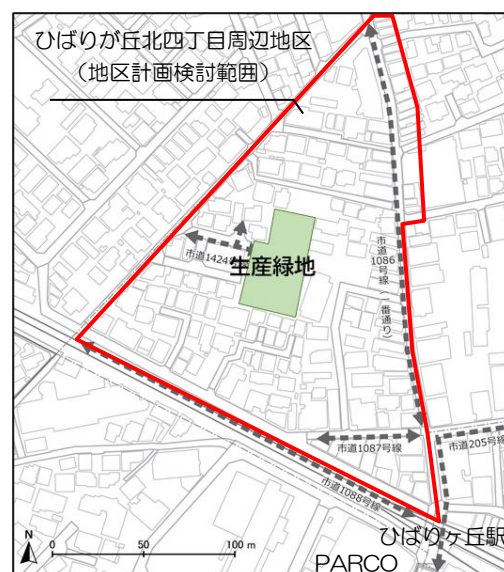 ひばりが丘北四丁目周辺地区
（地区計画検討範囲）
市道1424号線
生産緑地
市道1086号線（一番通り）
市道1087号線
市道205号線
市道1088号線
ひばりヶ丘駅
PARCO
N
0 50 100 m